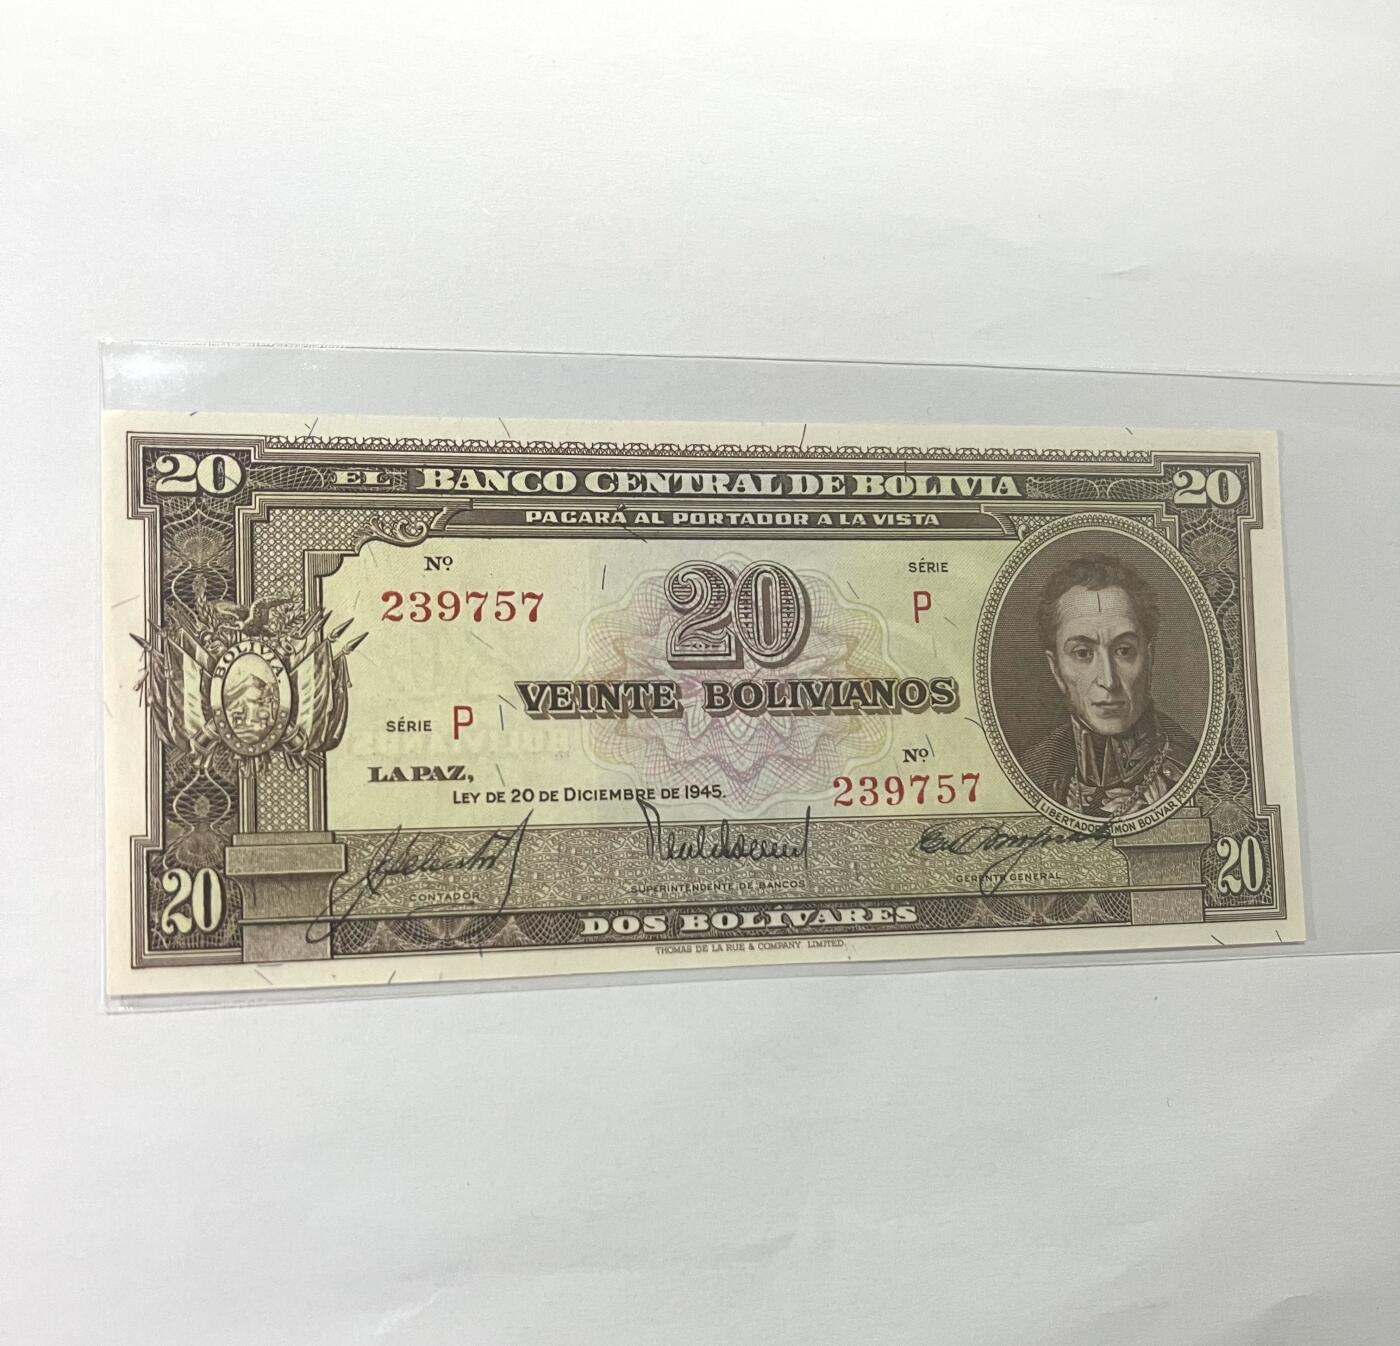 20 EL BANCO CENTRAL DE BOLIVIA 20
PAGARÁ AL PORTADOR A LA VISTA
Nº
239757
SÉRIE
P
20
BOLIVIA
VEINTE BOLIVIANOS
SÉRIE P
Nº
239757
LA PAZ,
LEY DE 20 DE DICIEMBRE DE 1945.
LIBERTADOR SIMON BOLIVAR
CONTADOR
SUPERINTENDENTE DE BANCOS
GERENTE GENERAL
20 DOS BOLÍVARES 20
THOMAS DE LA RUE & COMPANY, LIMITED.